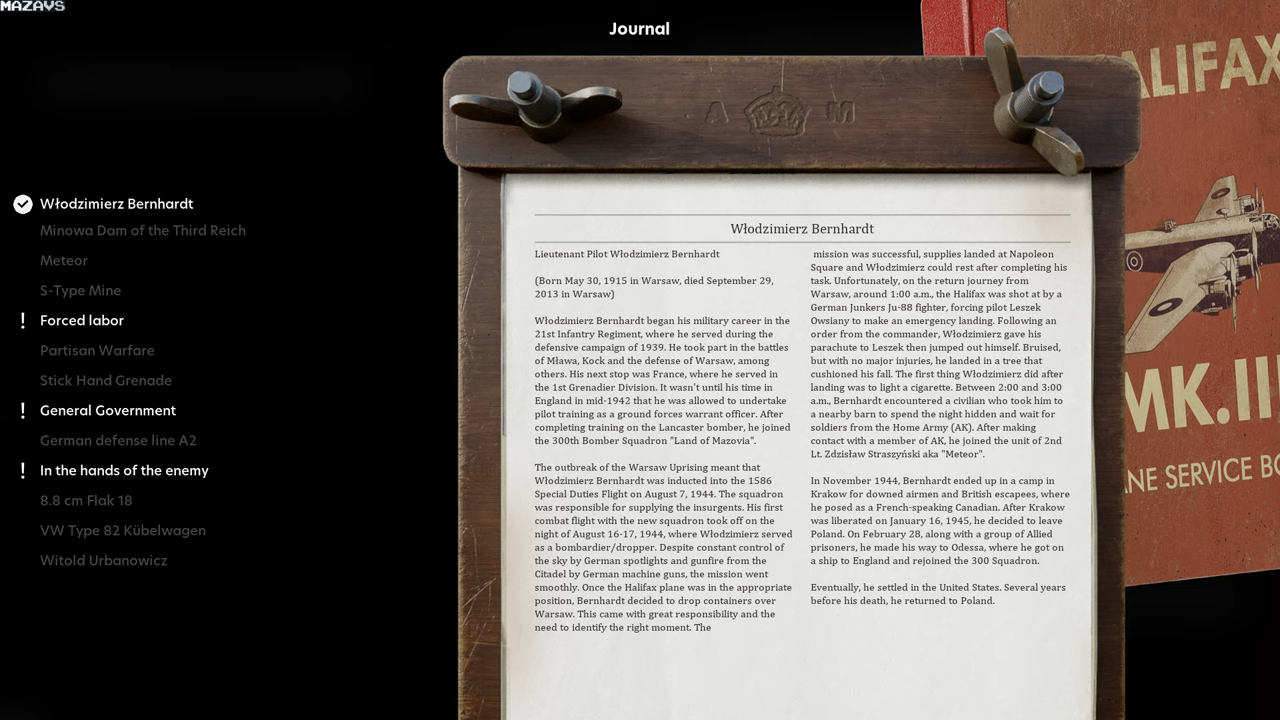 MAZAVS
Journal
A M
ALIFAX
MK.II
NE SERVICE BO
Włodzimierz Bernhardt
Minowa Dam of the Third Reich
Meteor
S-Type Mine
! Forced labor
Partisan Warfare
Stick Hand Grenade
! General Government
German defense line A2
! In the hands of the enemy
8.8 cm Flak 18
VW Type 82 Kübelwagen
Witold Urbanowicz
Włodzimierz Bernhardt
Lieutenant Pilot Włodzimierz Bernhardt
(Born May 30, 1915 in Warsaw, died September 29,
2013 in Warsaw)
Włodzimierz Bernhardt began his military career in the
21st Infantry Regiment, where he served during the
defensive campaign of 1939. He took part in the battles
of Mława, Kock and the defense of Warsaw, among
others. His next stop was France, where he served in
the 1st Grenadier Division. It wasn't until his time in
England in mid-1942 that he was allowed to undertake
pilot training as a ground forces warrant officer. After
completing training on the Lancaster bomber, he joined
the 300th Bomber Squadron "Land of Mazovia".
The outbreak of the Warsaw Uprising meant that
Włodzimierz Bernhardt was inducted into the 1586
Special Duties Flight on August 7, 1944. The squadron
was responsible for supplying the insurgents. His first
combat flight with the new squadron took off on the
night of August 16-17, 1944, where Włodzimierz served
as a bombardier/dropper. Despite constant control of
the sky by German spotlights and gunfire from the
Citadel by German machine guns, the mission went
smoothly. Once the Halifax plane was in the appropriate
position, Bernhardt decided to drop containers over
Warsaw. This came with great responsibility and the
need to identify the right moment. The
mission was successful, supplies landed at Napoleon
Square and Włodzimierz could rest after completing his
task. Unfortunately, on the return journey from
Warsaw, around 1:00 a.m., the Halifax was shot at by a
German Junkers Ju-88 fighter, forcing pilot Leszek
Owsiany to make an emergency landing. Following an
order from the commander, Włodzimierz gave his
parachute to Leszek then jumped out himself. Bruised,
but with no major injuries, he landed in a tree that
cushioned his fall. The first thing Włodzimierz did after
landing was to light a cigarette. Between 2:00 and 3:00
a.m., Bernhardt encountered a civilian who took him to
a nearby barn to spend the night hidden and wait for
soldiers from the Home Army (AK). After making
contact with a member of AK, he joined the unit of 2nd
Lt. Zdzisław Straszyński aka "Meteor".
In November 1944, Bernhardt ended up in a camp in
Krakow for downed airmen and British escapees, where
he posed as a French-speaking Canadian. After Krakow
was liberated on January 16, 1945, he decided to leave
Poland. On February 28, along with a group of Allied
prisoners, he made his way to Odessa, where he got on
a ship to England and rejoined the 300 Squadron.
Eventually, he settled in the United States. Several years
before his death, he returned to Poland.